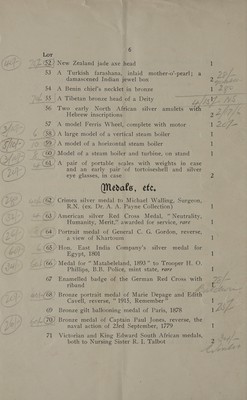 6
Lot
52 New Zealand jade axe head 1
53 A Turkish tarashana, inlaid mother-o'-pearl; a
damascened Indian jewel box 2
54 A Benin chief's necklet in bronze 1
55 A Tibetan bronze head of a Deity 1
56 Two early North African silver amulets with
Hebrew inscriptions 2
57 A model Ferris Wheel, complete with motor 1
58 A large model of a vertical steam boiler 1
59 A model of a horizontal steam boiler 1
60 Model of a steam boiler and turbine, on stand 1
61 A pair of portable scales with weights in case
and an early pair of tortoiseshell and silver
eye glasses, in case 2
Medals, etc.
62 Crimea silver medal to Michael Walling, Surgeon,
R.N. (ex. Dr. A. A. Payne Collection) 1
63 American silver Red Cross Medal, "Neutrality,
Humanity, Merit," awarded for service, rare 1
64 Portrait medal of General C. G. Gordon, reverse,
a view of Khartoum 1
65 Hon. East India Company's silver medal for
Egypt, 1801 1
66 Medal for "Matabeleland, 1893" to Trooper H. O.
Phillips, B.B. Police, mint state, rare 1
67 Enamelled badge of the German Red Cross with
riband 1
68 Bronze portrait medal of Marie Depage and Edith
Cavell, reverse, "1915, Remember" 1
69 Bronze gilt ballooning medal of Paris, 1878 1
70 Bronze medal of Captain Paul Jones, reverse, the
naval action of 23rd September, 1779 1
71 Victorian and King Edward South African medals,
both to Nursing Sister R. I. Talbot 2